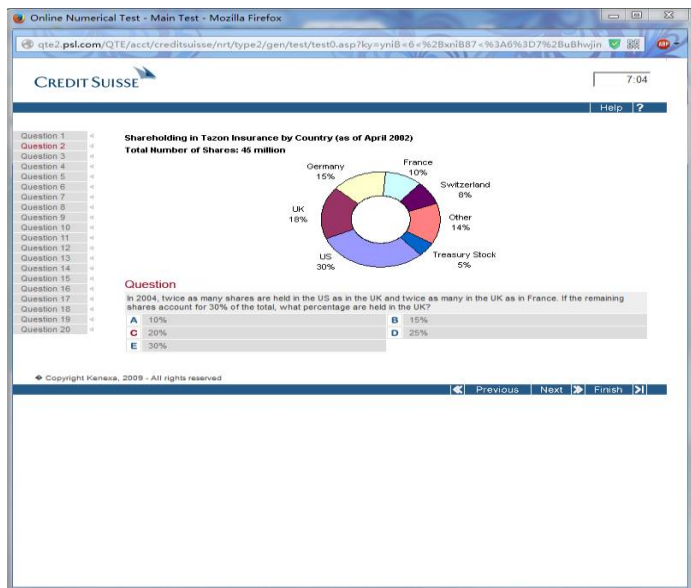 Online Numerical Test - Main Test - Mozilla Firefox
qte2.psl.com/QTE/acct/creditsuisse/nrt/type2/gen/test/test0.asp?ky=yniB<6<%2BxniB87<%3A6%3D7%2BuBhwjin
ABP
CREDIT SUISSE
7:04
Help ?
Question 1
Question 2
Question 3
Question 4
Question 5
Question 6
Question 7
Question 8
Question 9
Question 10
Question 11
Question 12
Question 13
Question 14
Question 15
Question 16
Question 17
Question 18
Question 19
Question 20
Shareholding in Tazon Insurance by Country (as of April 2002)
Total Number of Shares: 45 million
Germany
15%
France
10%
Switzerland
8%
UK
18%
Other
14%
US
30%
Treasury Stock
5%
Question
In 2004, twice as many shares are held in the US as in the UK and twice as many in the UK as in France. If the remaining
shares account for 30% of the total, what percentage are held in the UK?
A 10%
B 15%
C 20%
D 25%
E 30%
Copyright Kenexa, 2009 - All rights reserved
Previous Next Finish